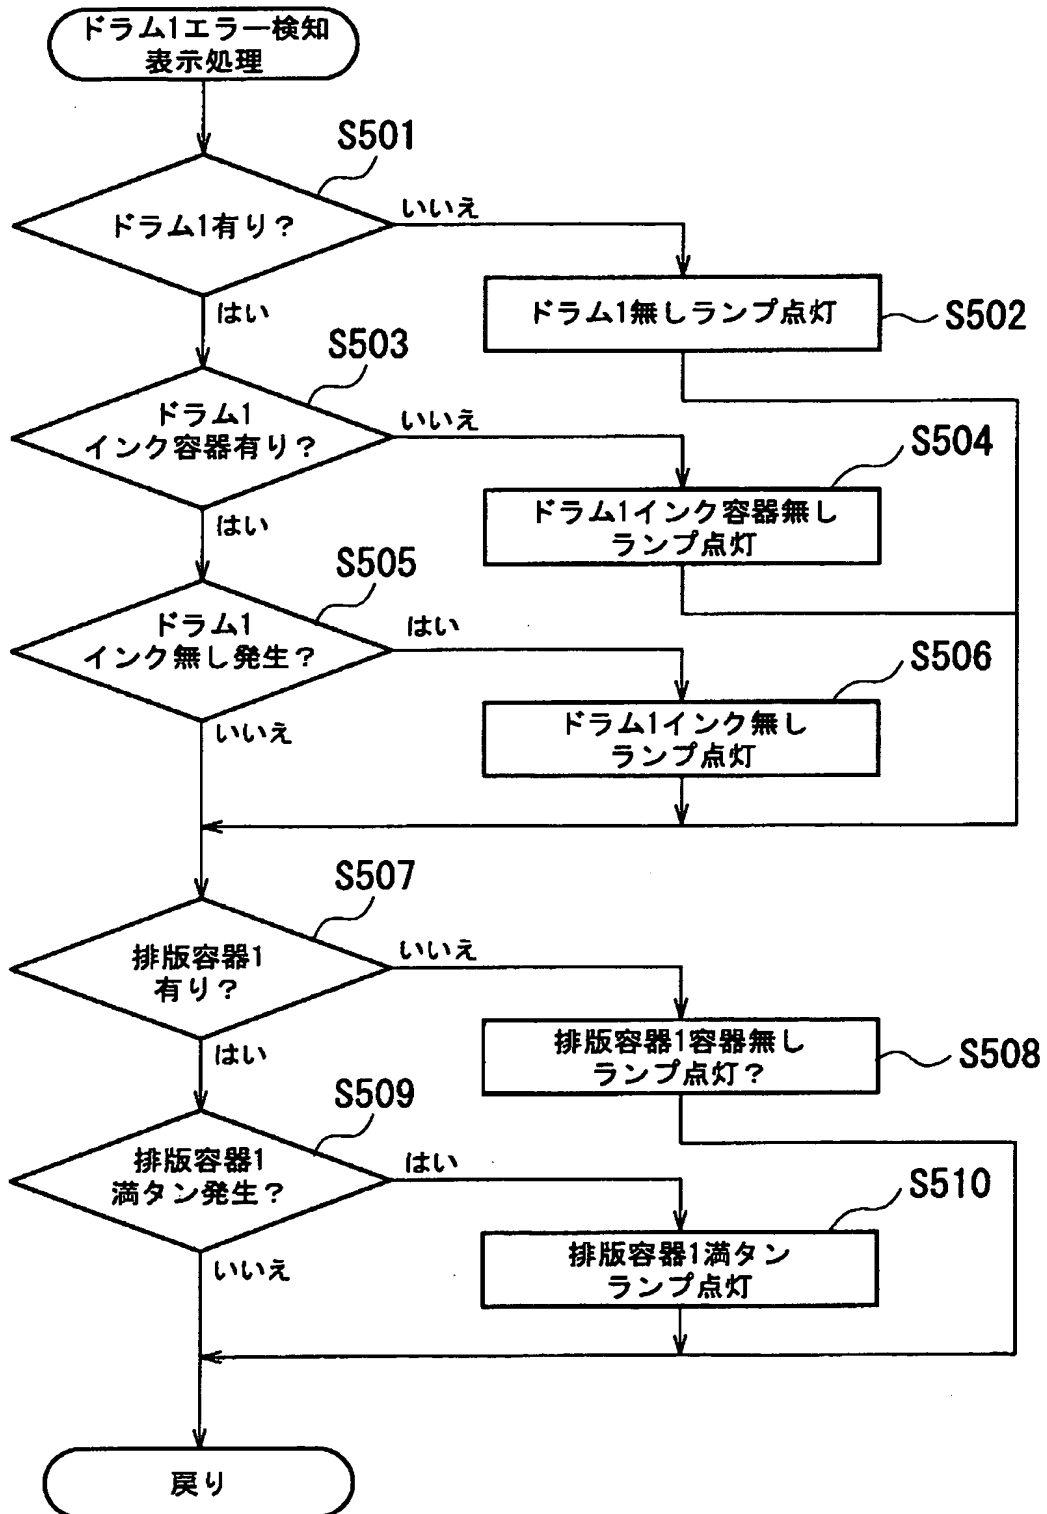 ドラム1エラー検知
表示処理
S501
ドラム1有り?
いいえ
はい
ドラム1無しランプ点灯
S502
S503
ドラム1
インク容器有り?
いいえ
はい
S504
ドラム1インク容器無し
ランプ点灯
S505
ドラム1
インク無し発生?
はい
いいえ
S506
ドラム1インク無し
ランプ点灯
S507
排版容器1
有り?
いいえ
はい
排版容器1容器無し
ランプ点灯?
S508
S509
排版容器1
満タン発生?
はい
いいえ
S510
排版容器1満タン
ランプ点灯
戻り